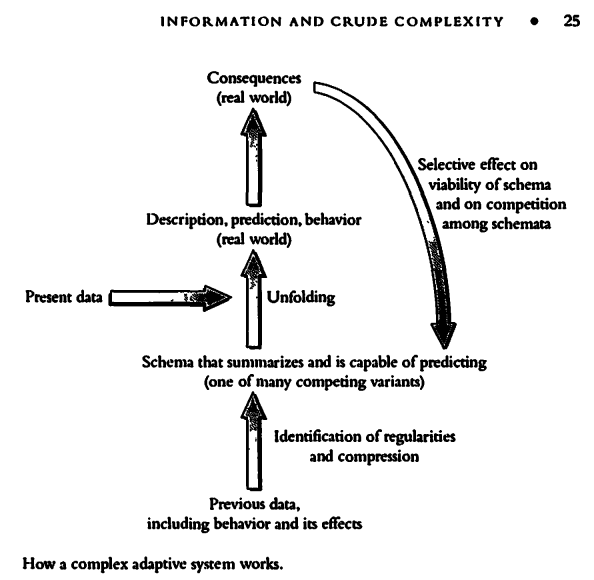 INFORMATION AND CRUDE COMPLEXITY • 25
Consequences
(real world)
Selective effect on
viability of schema
and on competition
among schemata
Description, prediction, behavior
(real world)
Present data
Unfolding
Schema that summarizes and is capable of predicting
(one of many competing variants)
Identification of regularities
and compression
Previous data,
including behavior and its effects
How a complex adaptive system works.